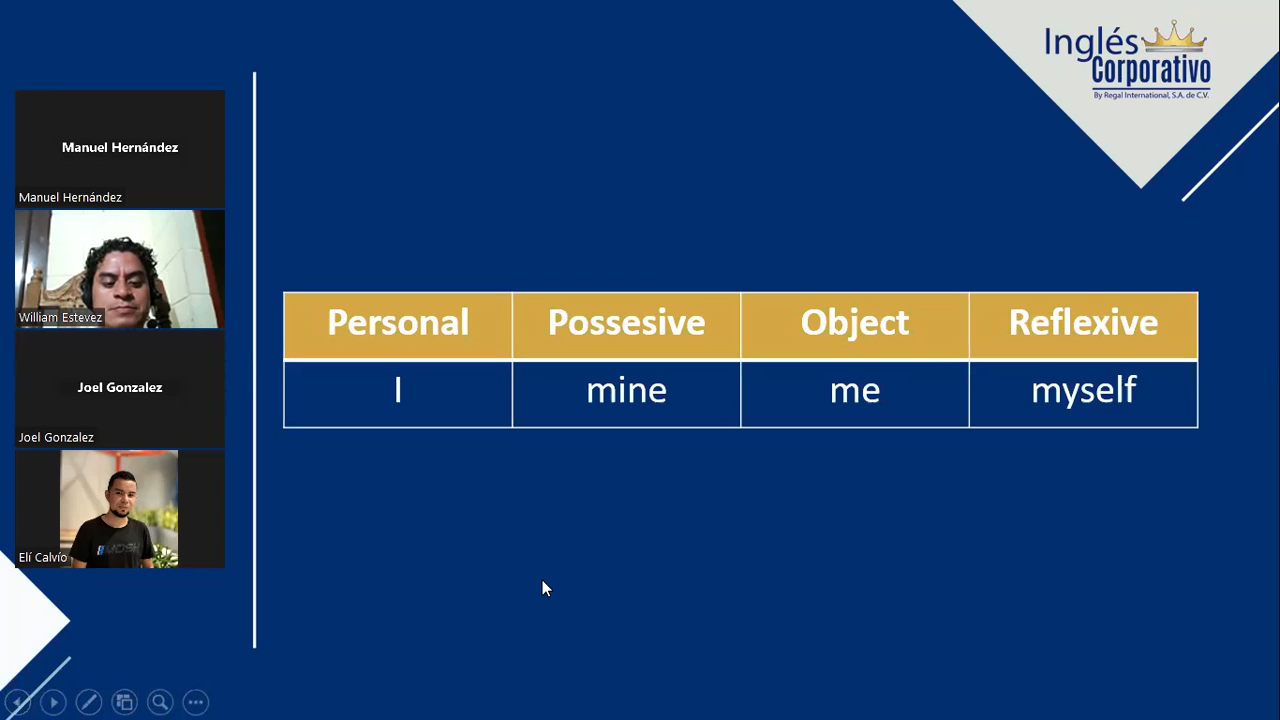 Inglés
Corporativo
By Regal International, S.A. de C.V.
Manuel Hernández
Manuel Hernández
William Estevez
Joel Gonzalez
Joel Gonzalez
Elí Calvío
Personal Possesive Object Reflexive
I mine me myself